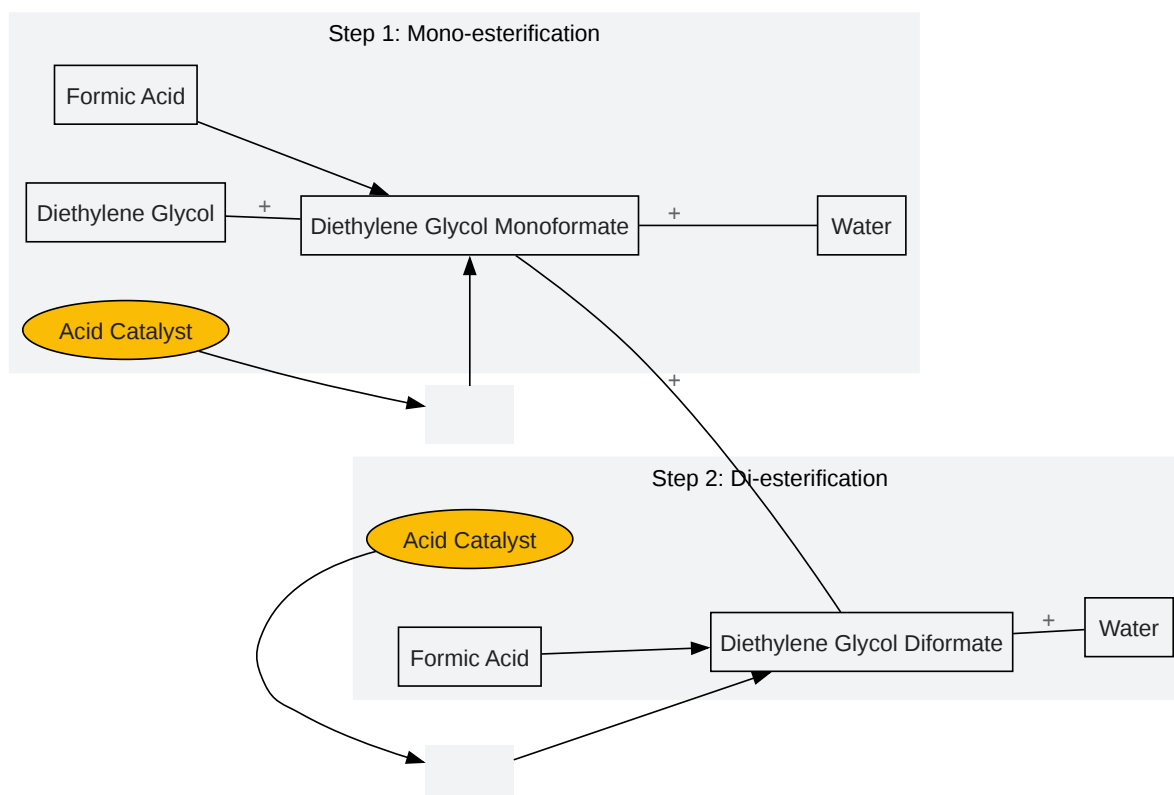 Step 1: Mono-esterification
Formic Acid
Diethylene Glycol
+
Diethylene Glycol Monoformate
+
Water
Acid Catalyst
+
Step 2: Di-esterification
Acid Catalyst
Formic Acid
Diethylene Glycol Diformate
+
Water